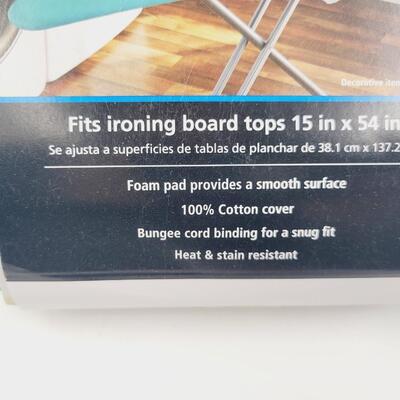 Decorative item
Fits ironing board tops 15 in x 54 in
Se ajusta a superficies de tablas de planchar de 38.1 cm x 137.2
Foam pad provides a smooth surface
100% Cotton cover
Bungee cord binding for a snug fit
Heat & stain resistant